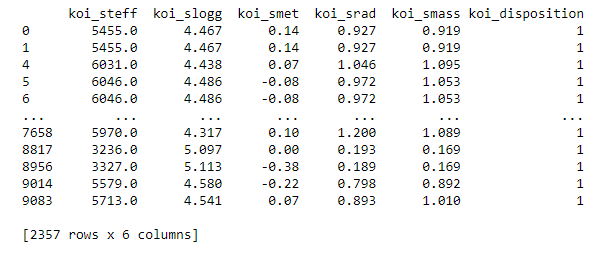 koi_steff koi_slogg koi_smet koi_srad koi_smass koi_disposition
0 5455.0 4.467 0.14 0.927 0.919 1
1 5455.0 4.467 0.14 0.927 0.919 1
4 6031.0 4.438 0.07 1.046 1.095 1
5 6046.0 4.486 -0.08 0.972 1.053 1
6 6046.0 4.486 -0.08 0.972 1.053 1
... ... ... ... ... ... ...
7658 5970.0 4.317 0.10 1.200 1.089 1
8817 3236.0 5.097 0.00 0.193 0.169 1
8956 3327.0 5.113 -0.38 0.189 0.169 1
9014 5579.0 4.580 -0.22 0.798 0.892 1
9083 5713.0 4.541 0.07 0.893 1.010 1
[2357 rows x 6 columns]